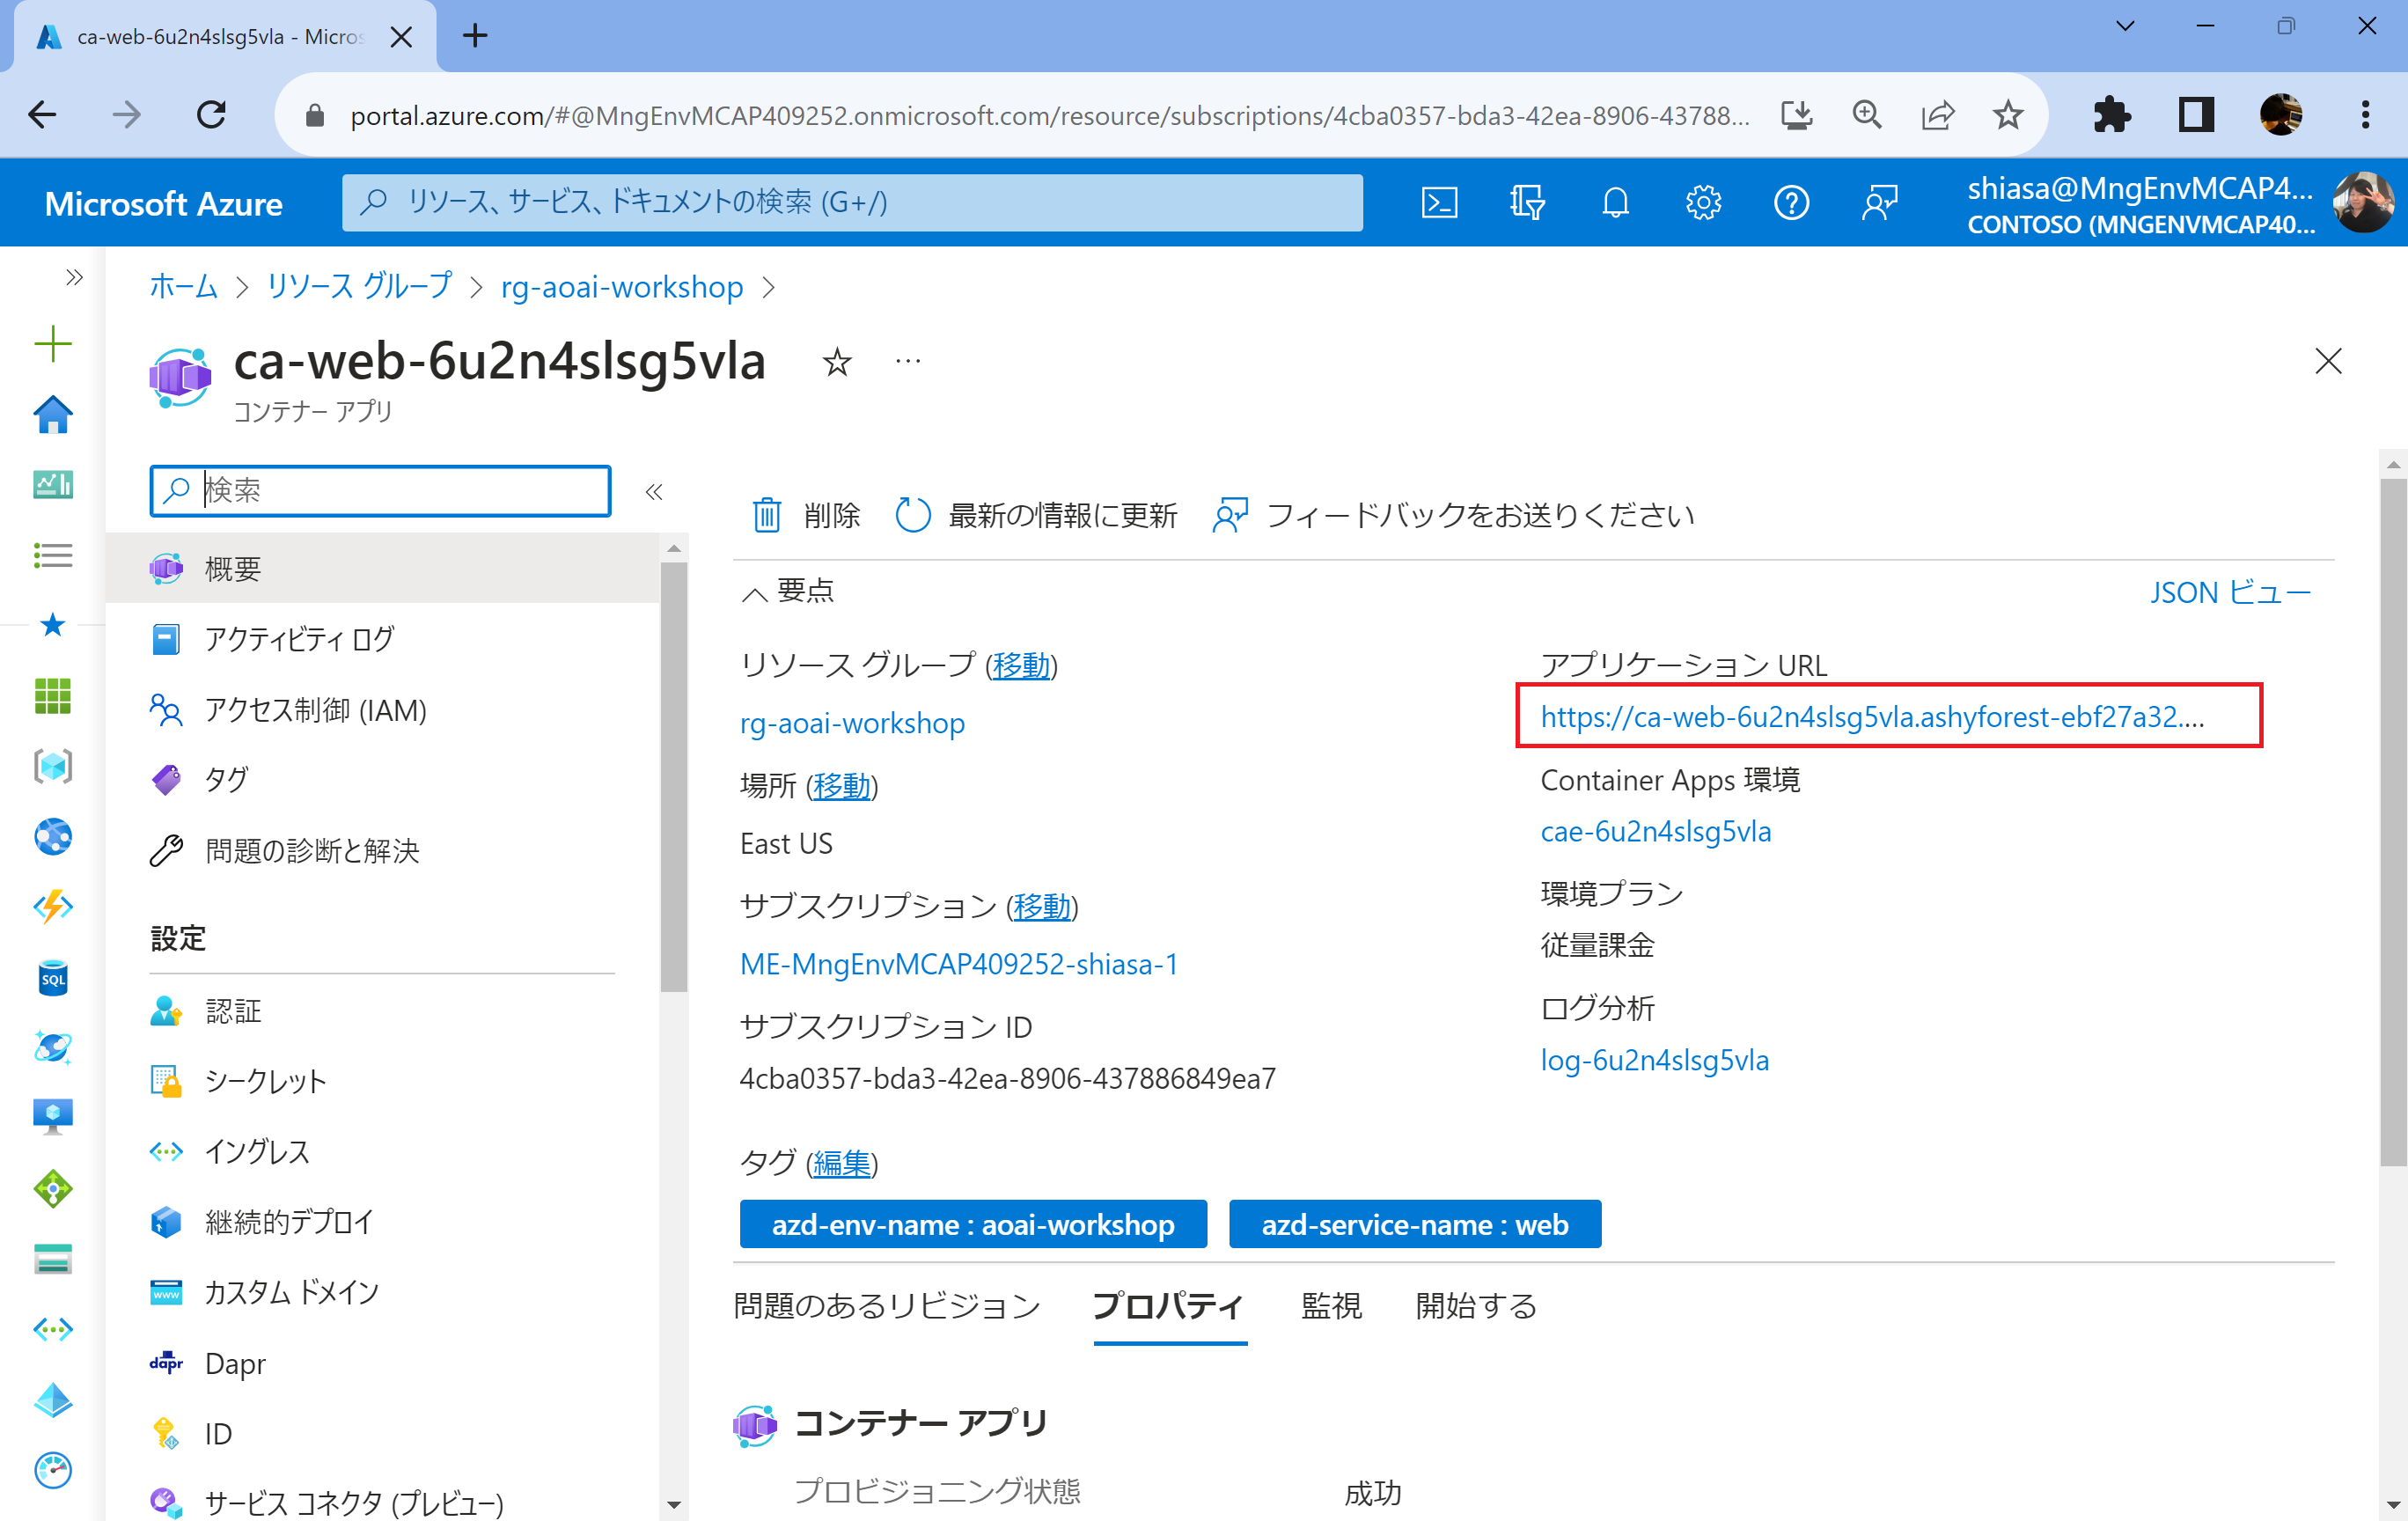 ca-web-6u2n4slsg5vla - Micros
portal.azure.com/#@MngEnvMCAP409252.onmicrosoft.com/resource/subscriptions/4cba0357-bda3-42ea-8906-43788...
Microsoft Azure
リソース、サービス、ドキュメントの検索 (G+/)
shiasa@MngEnvMCAP4...
CONTOSO (MNGENVMCAP40...
ホーム > リソース グループ > rg-aoai-workshop >
ca-web-6u2n4slsg5vla
コンテナー アプリ
検索
概要
アクティビティ ログ
アクセス制御 (IAM)
タグ
問題の診断と解決
設定
認証
シークレット
イングレス
継続的デプロイ
カスタム ドメイン
Dapr
ID
サービス コネクタ (プレビュー)
SQL
www
dapr
削除
最新の情報に更新
フィードバックをお送りください
要点
JSON ビュー
リソース グループ (移動)
rg-aoai-workshop
場所 (移動)
East US
サブスクリプション (移動)
ME-MngEnvMCAP409252-shiasa-1
サブスクリプション ID
4cba0357-bda3-42ea-8906-437886849ea7
アプリケーション URL
https://ca-web-6u2n4slsg5vla.ashyforest-ebf27a32....
Container Apps 環境
cae-6u2n4slsg5vla
環境プラン
従量課金
ログ分析
log-6u2n4slsg5vla
タグ (編集)
azd-env-name : aoai-workshop
azd-service-name : web
問題のあるリビジョン
プロパティ
監視
開始する
コンテナー アプリ
プロビジョニング状態
成功